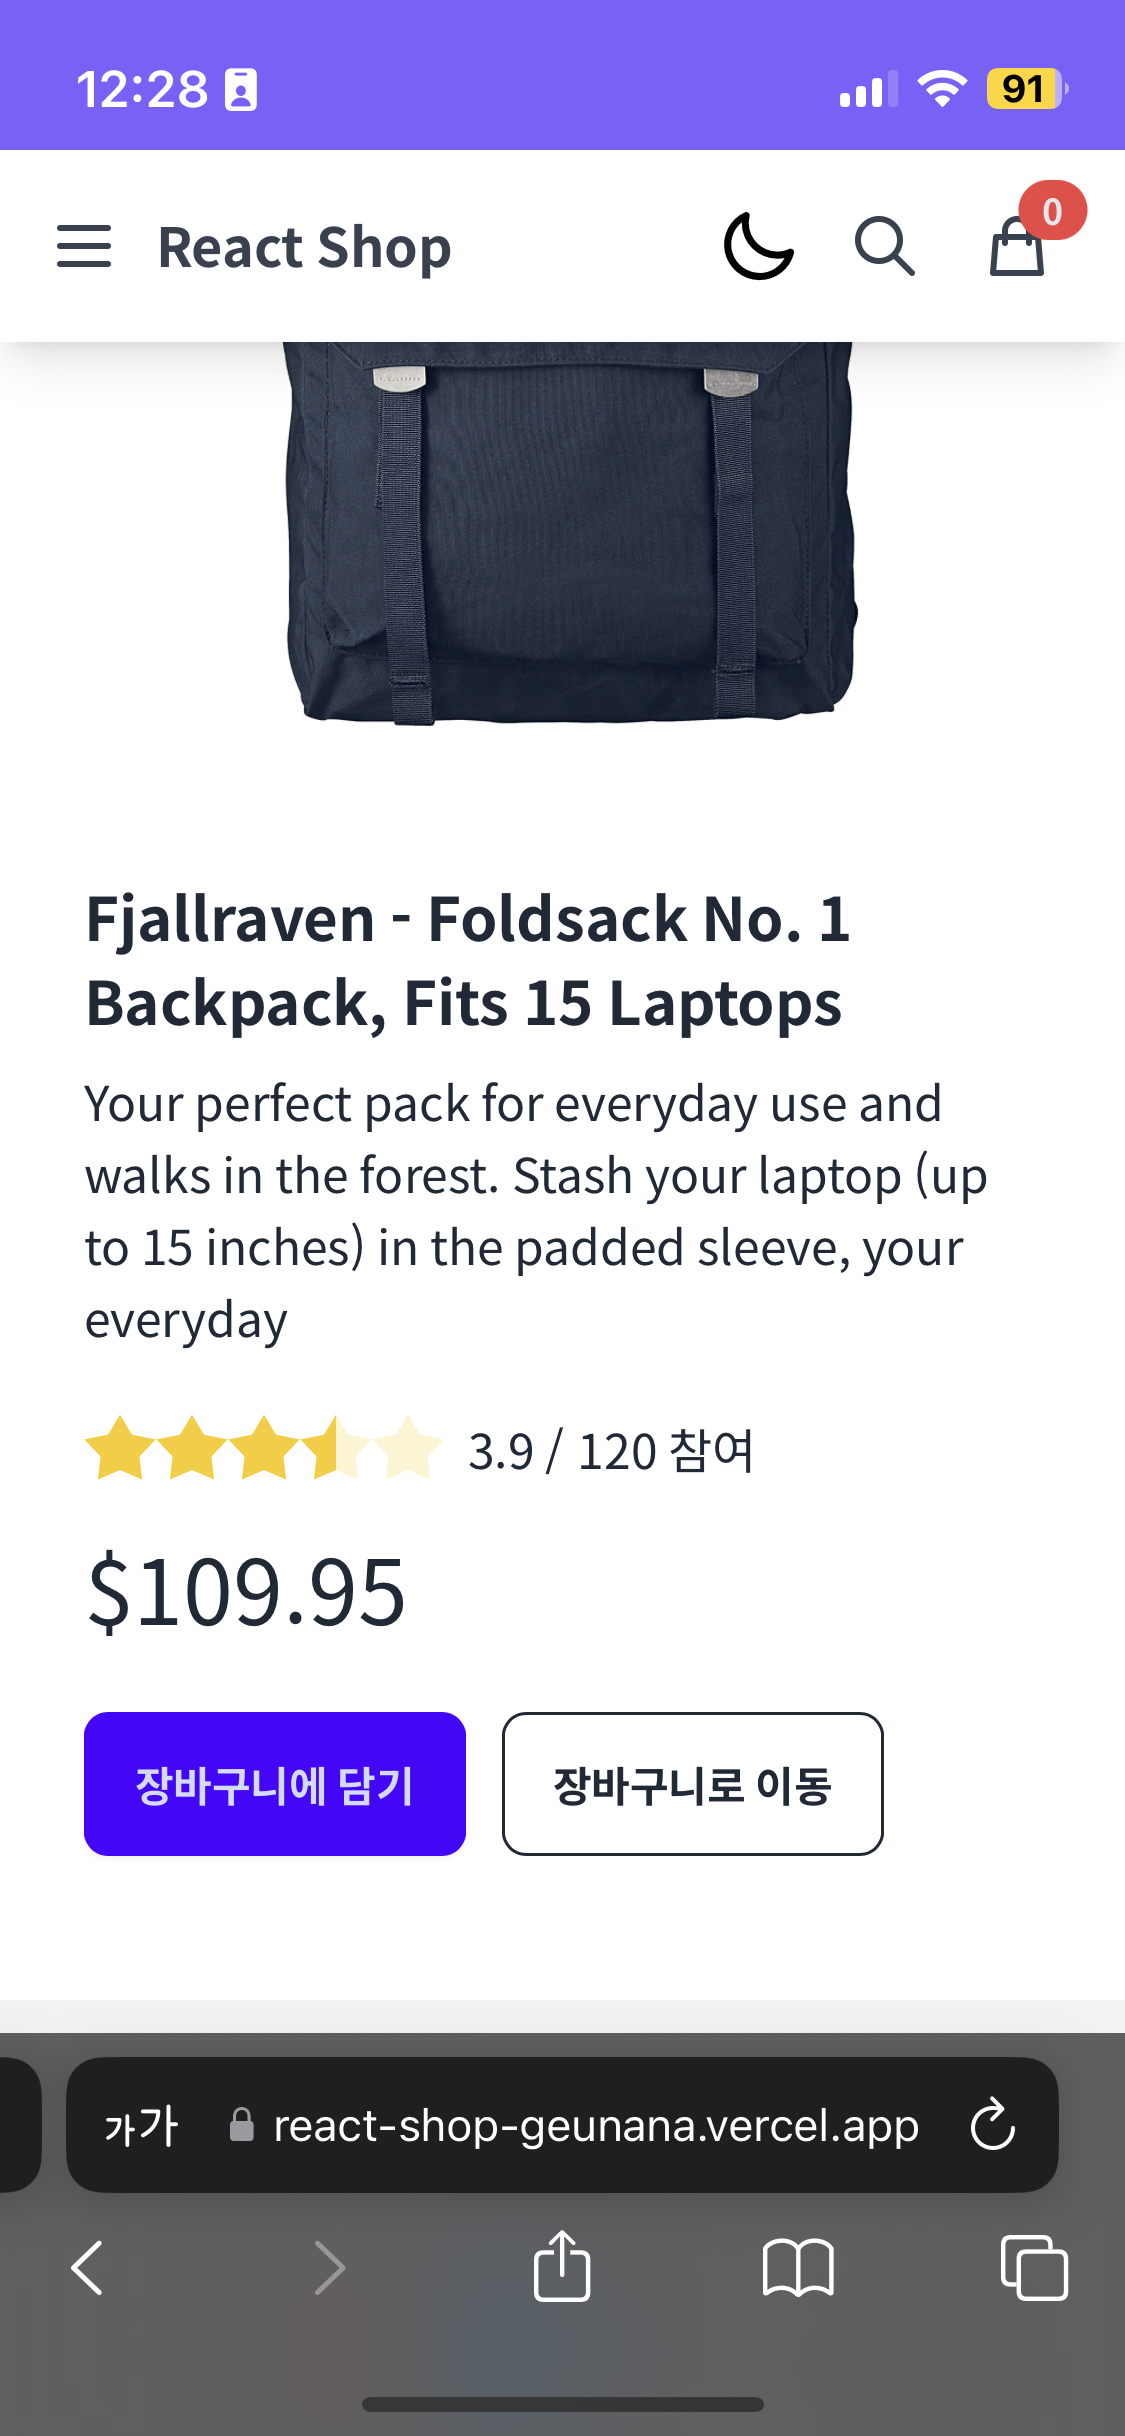 12:28
91
React Shop
0
Fjallraven - Foldsack No. 1
Backpack, Fits 15 Laptops
Your perfect pack for everyday use and
walks in the forest. Stash your laptop (up
to 15 inches) in the padded sleeve, your
everyday
3.9 / 120 참여
$109.95
장바구니에 담기
장바구니로 이동
가가 react-shop-geunana.vercel.app